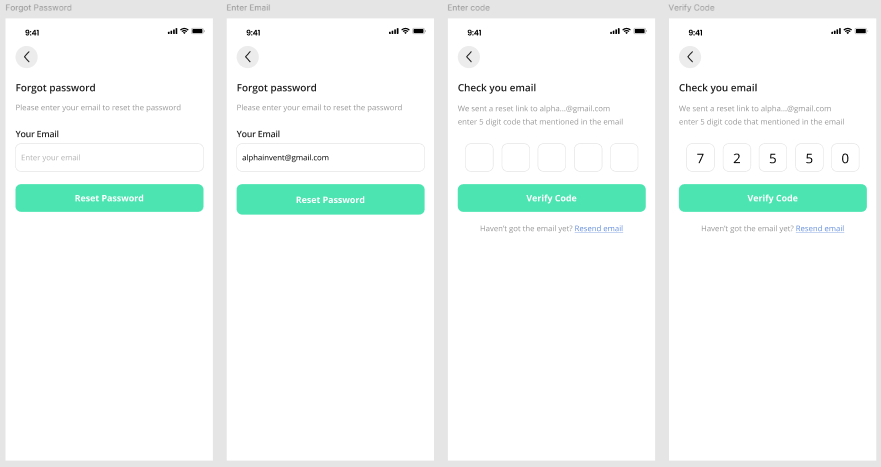 Forgot Password
9:41
Forgot password
Please enter your email to reset the password
Your Email
Enter your email
Reset Password
Enter Email
9:41
Forgot password
Please enter your email to reset the password
Your Email
alphainvent@gmail.com
Reset Password
Enter code
9:41
Check you email
We sent a reset link to alpha...@gmail.com
enter 5 digit code that mentioned in the email
Verify Code
Haven't got the email yet? Resend email
Verify Code
9:41
Check you email
We sent a reset link to alpha...@gmail.com
enter 5 digit code that mentioned in the email
7 2 5 5 0
Verify Code
Haven't got the email yet? Resend email